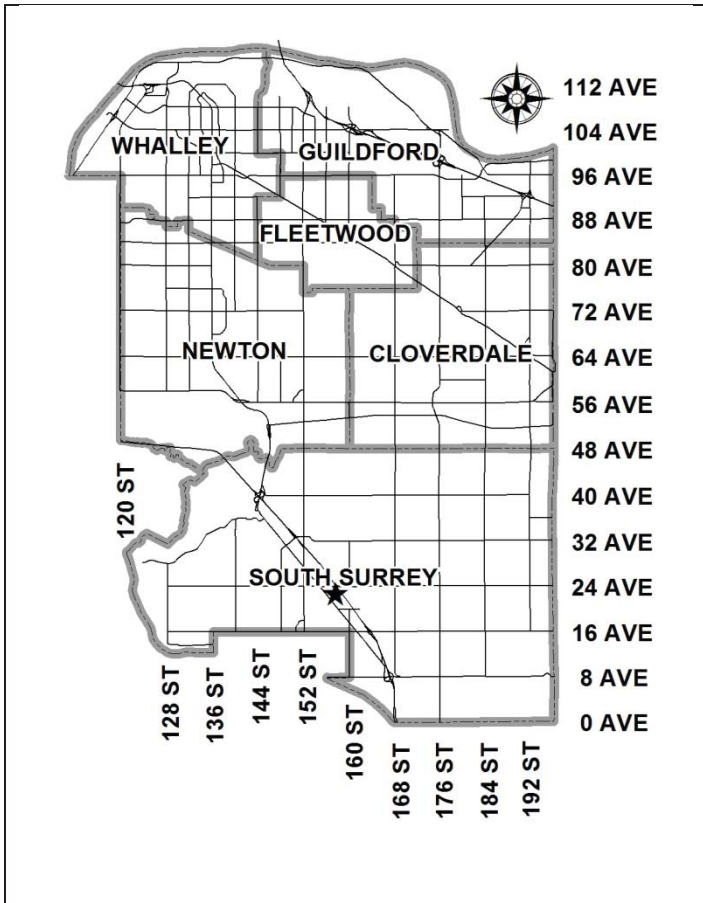 112 AVE
104 AVE
WHALLEY
GUILDFORD
96 AVE
88 AVE
FLEETWOOD
80 AVE
72 AVE
NEWTON
CLOVERDALE
64 AVE
56 AVE
48 AVE
120 ST
40 AVE
32 AVE
SOUTH SURREY
24 AVE
16 AVE
8 AVE
0 AVE
128 ST
136 ST
144 ST
152 ST
160 ST
168 ST
176 ST
184 ST
192 ST